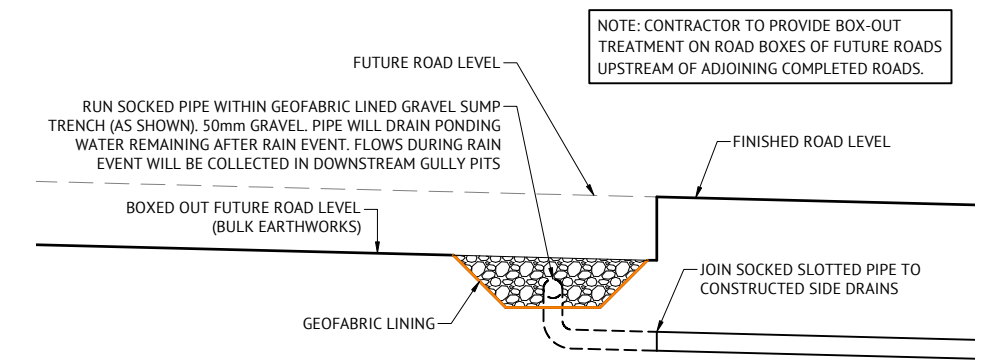 NOTE: CONTRACTOR TO PROVIDE BOX-OUT
TREATMENT ON ROAD BOXES OF FUTURE ROADS
UPSTREAM OF ADJOINING COMPLETED ROADS.
FUTURE ROAD LEVEL
RUN SOCKED PIPE WITHIN GEOFABRIC LINED GRAVEL SUMP
TRENCH (AS SHOWN). 50mm GRAVEL. PIPE WILL DRAIN PONDING
WATER REMAINING AFTER RAIN EVENT. FLOWS DURING RAIN
EVENT WILL BE COLLECTED IN DOWNSTREAM GULLY PITS
FINISHED ROAD LEVEL
BOXED OUT FUTURE ROAD LEVEL
(BULK EARTHWORKS)
JOIN SOCKED SLOTTED PIPE TO
CONSTRUCTED SIDE DRAINS
GEOFABRIC LINING